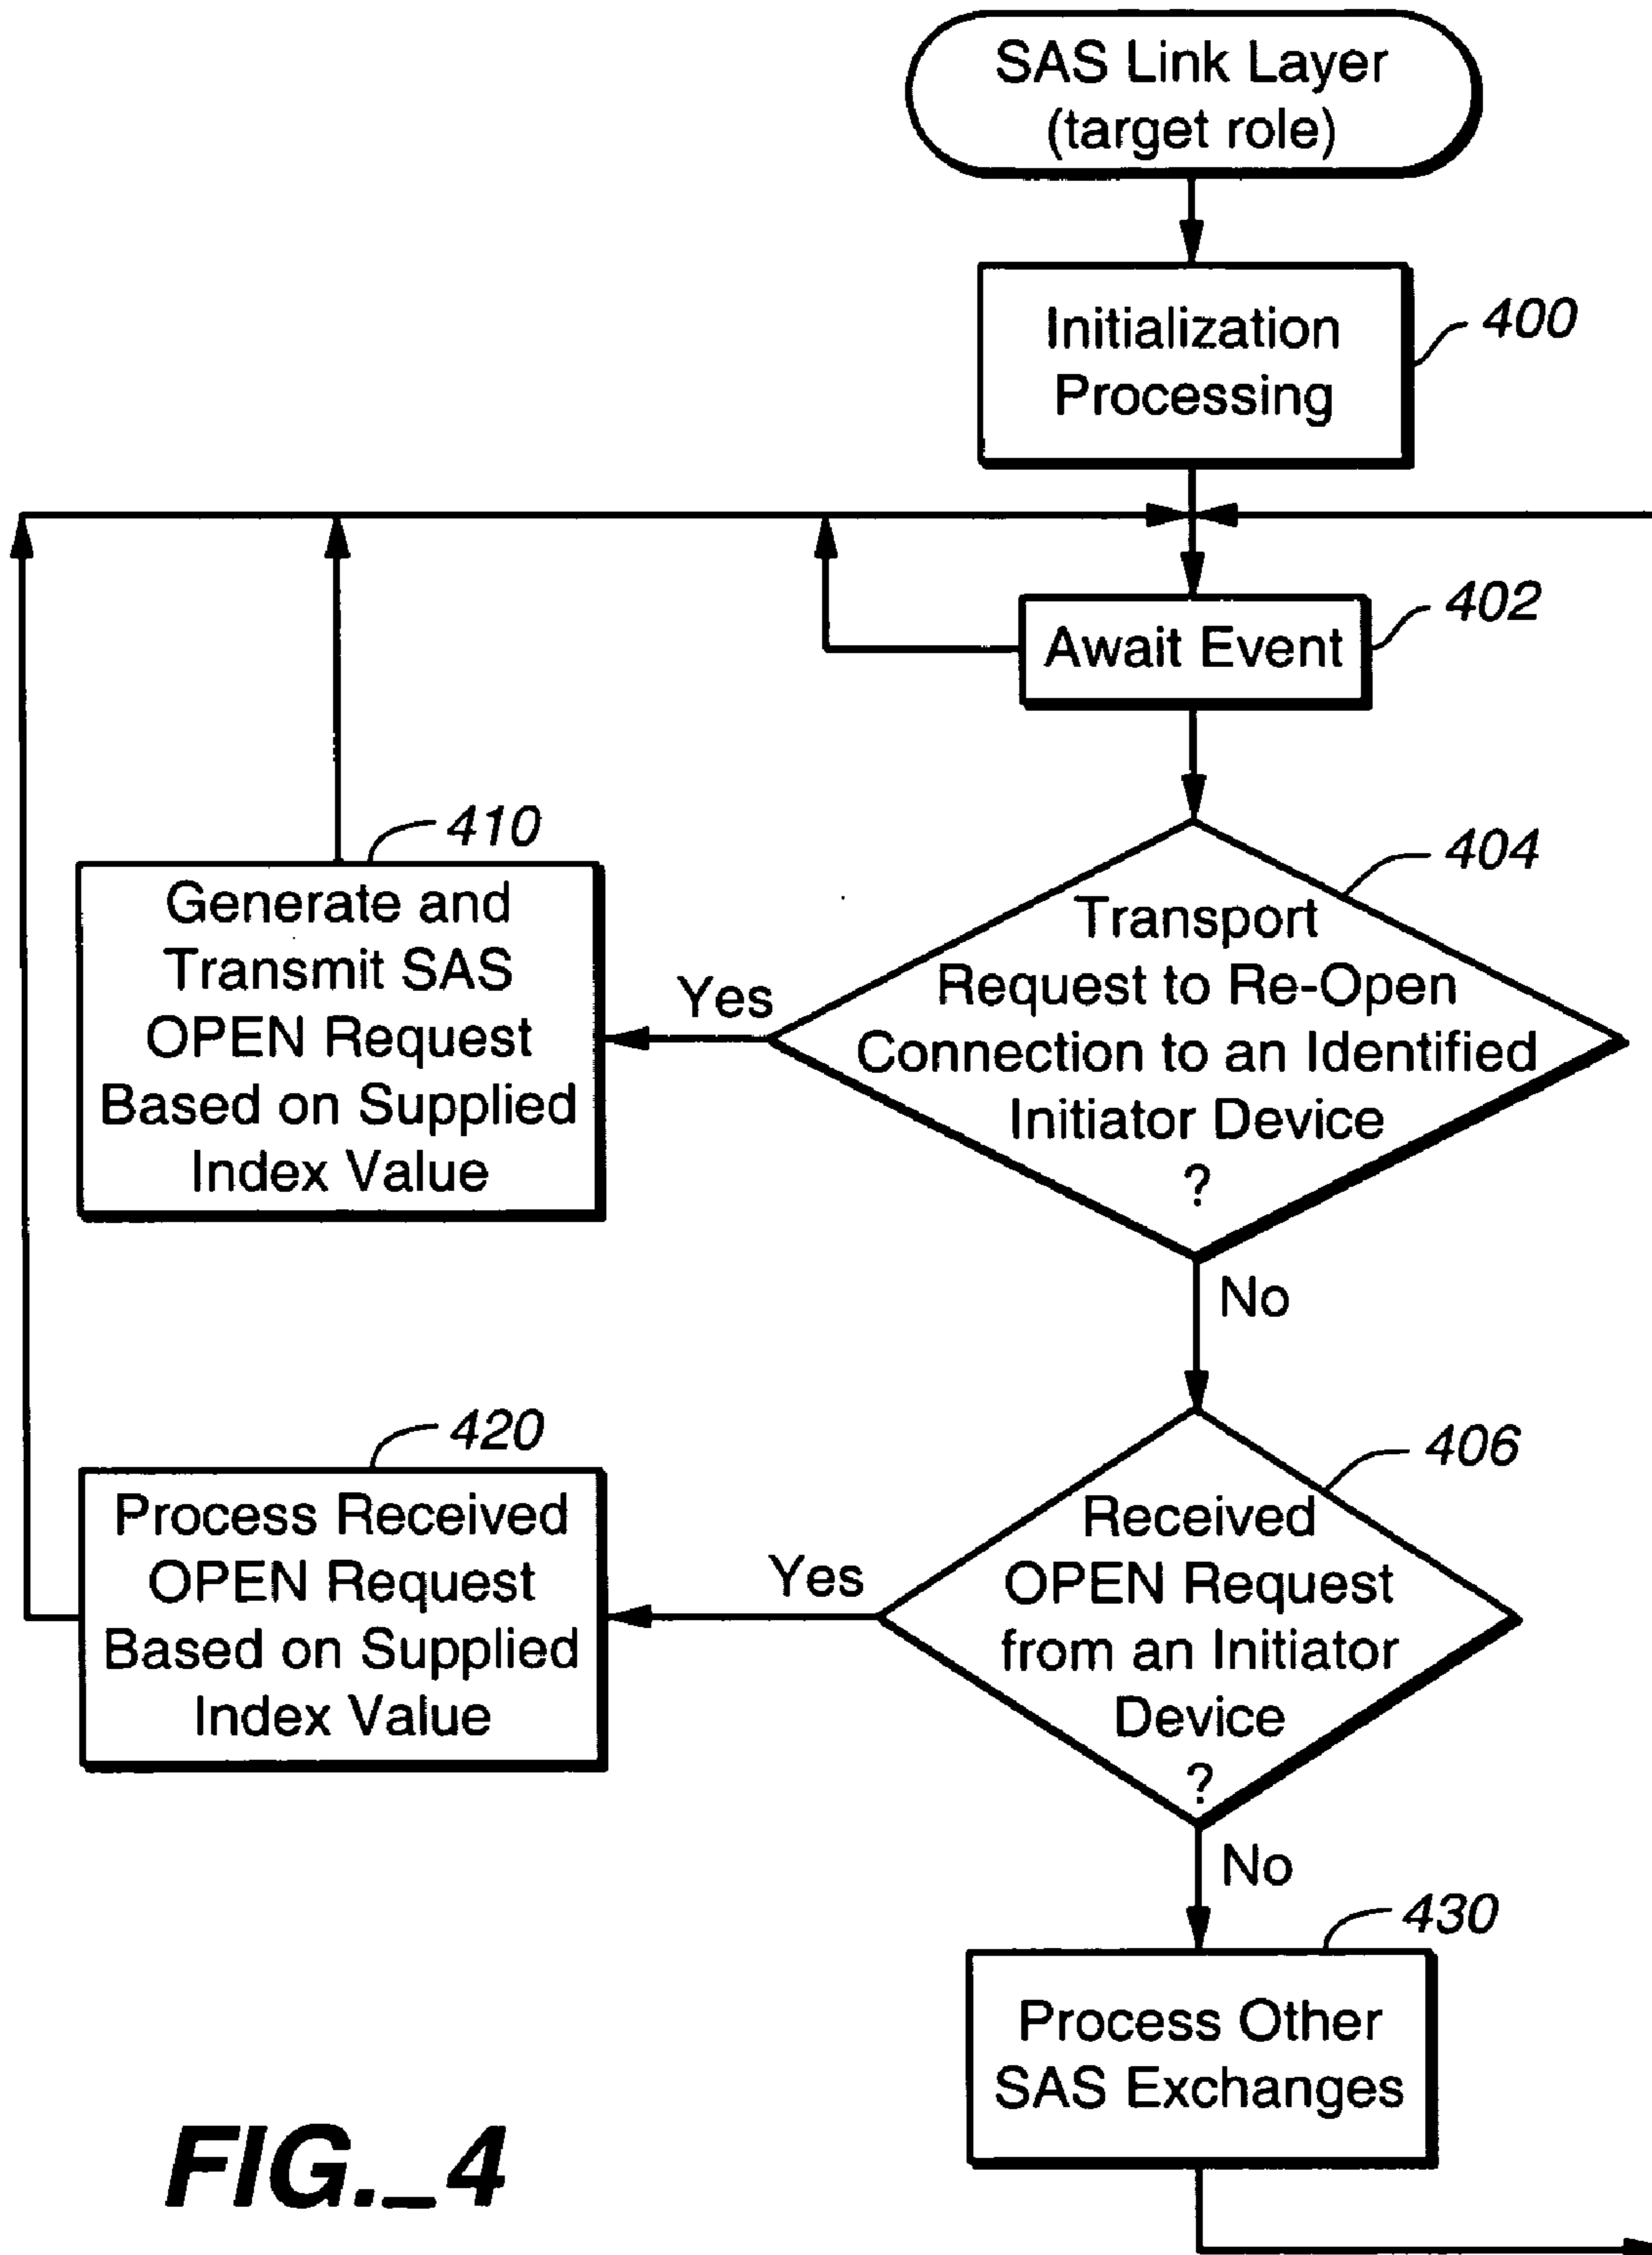 SAS Link Layer
(target role)
Initialization
Processing
400
Await Event
402
Transport
Request to Re-Open
Connection to an Identified
Initiator Device
?
404
Yes
410
Generate and
Transmit SAS
OPEN Request
Based on Supplied
Index Value
No
Received
OPEN Request
from an Initiator
Device
?
406
Yes
420
Process Received
OPEN Request
Based on Supplied
Index Value
No
430
Process Other
SAS Exchanges
FIG._4